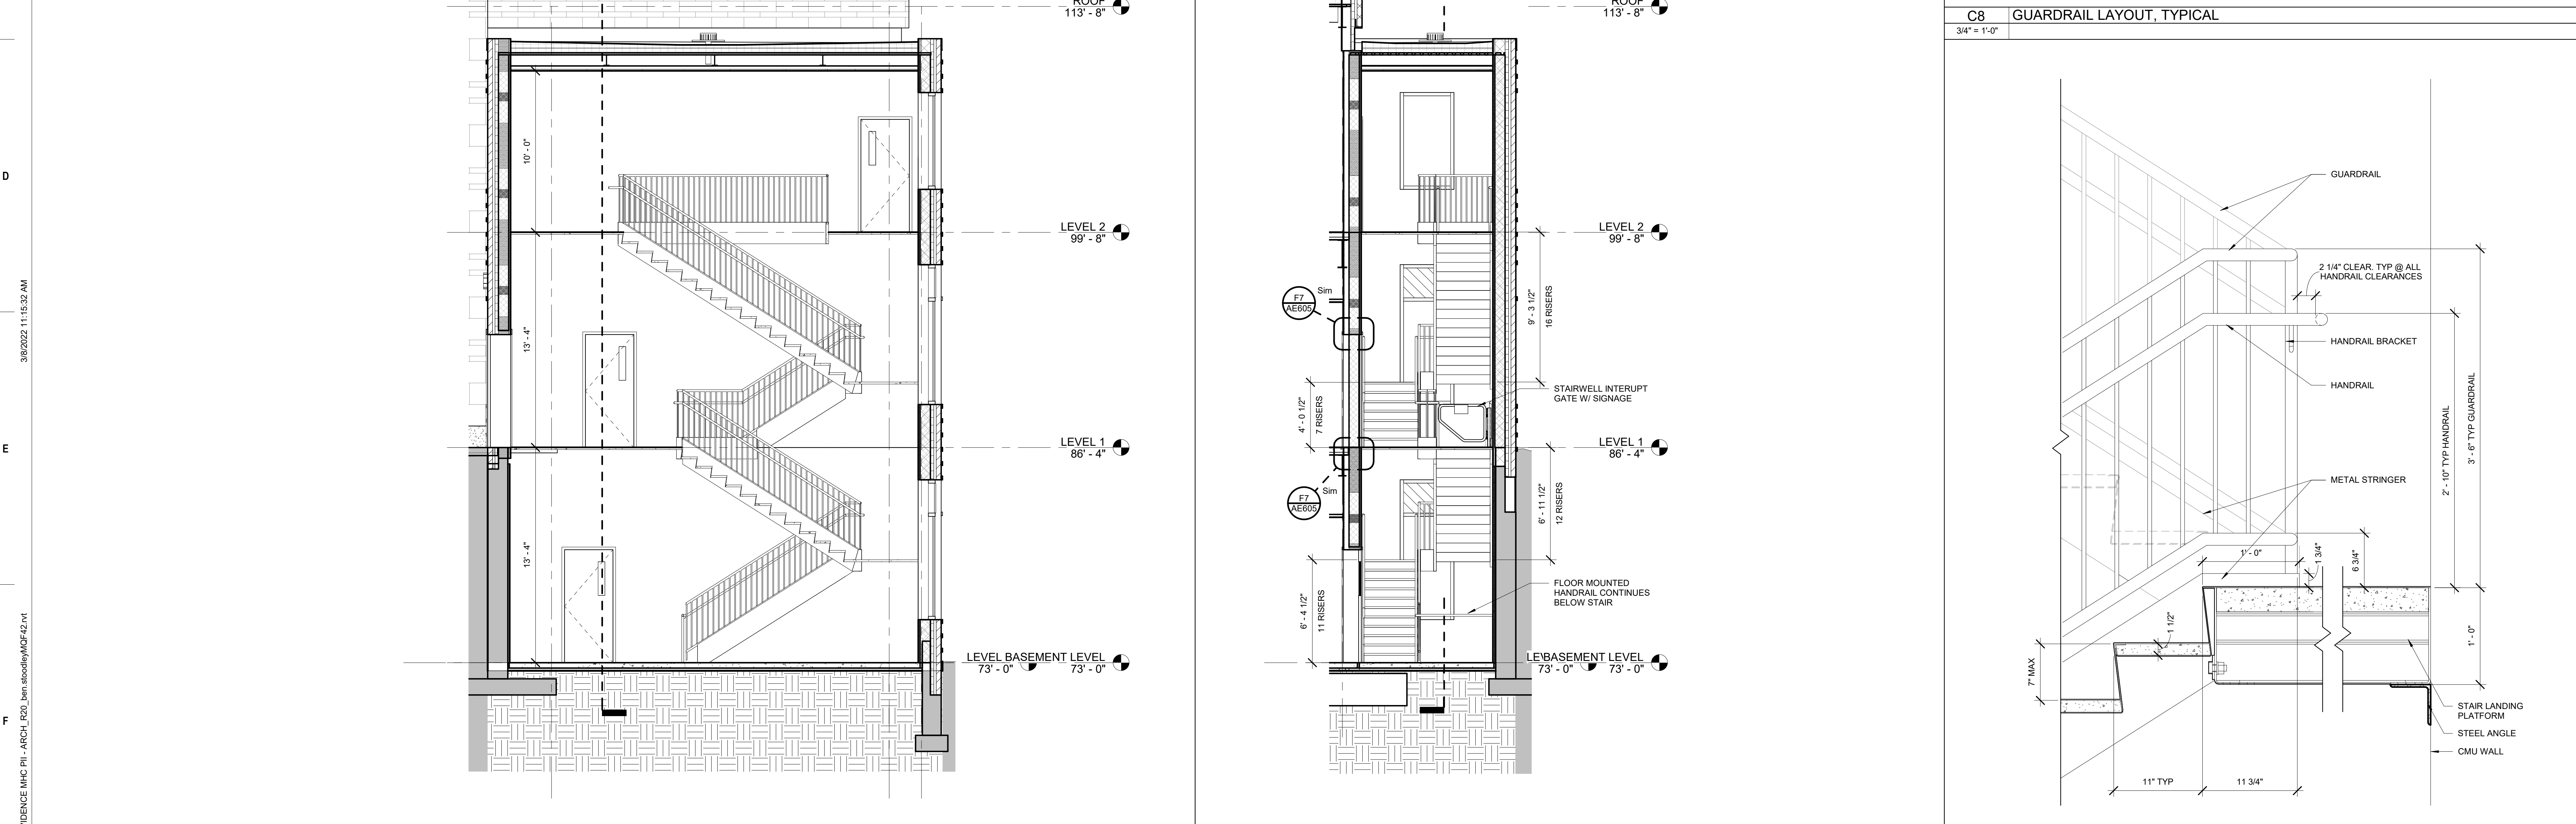 D
E
F
3/8/2022 11:15:32 AM
VIDENCE MHC PII - ARCH_R20_ben.stoodleyMQF42.rvt
ROOF
113' - 8"
LEVEL 2
99' - 8"
LEVEL 1
86' - 4"
LEVEL BASEMENT LEVEL
73' - 0" 73' - 0"
10' - 0"
13' - 4"
13' - 4"
ROOF
113' - 8"
LEVEL 2
99' - 8"
F7
AE605
Sim
9' - 3 1/2"
16 RISERS
STAIRWELL INTERUPT
GATE W/ SIGNAGE
4' - 0 1/2"
7 RISERS
LEVEL 1
86' - 4"
F7
AE605
Sim
6' - 11 1/2"
12 RISERS
FLOOR MOUNTED
HANDRAIL CONTINUES
BELOW STAIR
6' - 4 1/2"
11 RISERS
BASEMENT LEVEL
73' - 0" 73' - 0"
C8 GUARDRAIL LAYOUT, TYPICAL
3/4" = 1'-0"
GUARDRAIL
2 1/4" CLEAR. TYP @ ALL
HANDRAIL CLEARANCES
HANDRAIL BRACKET
HANDRAIL
2' - 10" TYP HANDRAIL
3' - 6" TYP GUARDRAIL
METAL STRINGER
1' - 0"
1 3/4"
6 3/4"
1 1/2"
1' - 0"
7" MAX
STAIR LANDING
PLATFORM
STEEL ANGLE
CMU WALL
11" TYP
11 3/4"